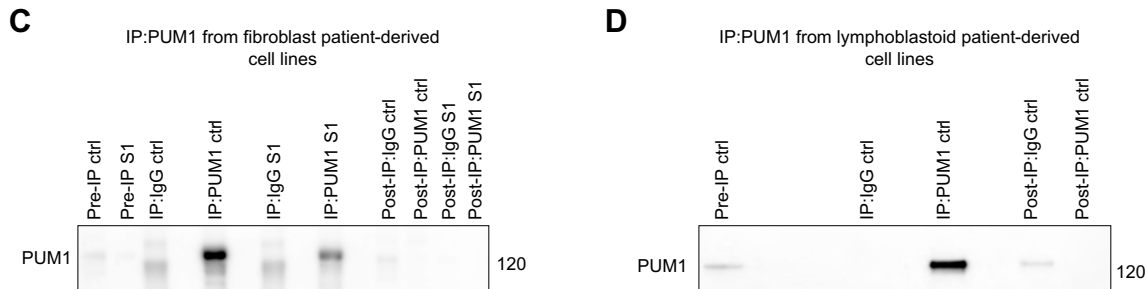 C
IP:PUM1 from fibroblast patient-derived
cell lines
Pre-IP ctrl
Pre-IP S1
IP:IgG ctrl
IP:PUM1 ctrl
IP:IgG S1
IP:PUM1 S1
Post-IP:IgG ctrl
Post-IP:PUM1 ctrl
Post-IP:IgG S1
Post-IP:PUM1 S1
PUM1
120
D
IP:PUM1 from lymphoblastoid patient-derived
cell lines
Pre-IP ctrl
IP:IgG ctrl
IP:PUM1 ctrl
Post-IP:IgG ctrl
Post-IP:PUM1 ctrl
PUM1
120